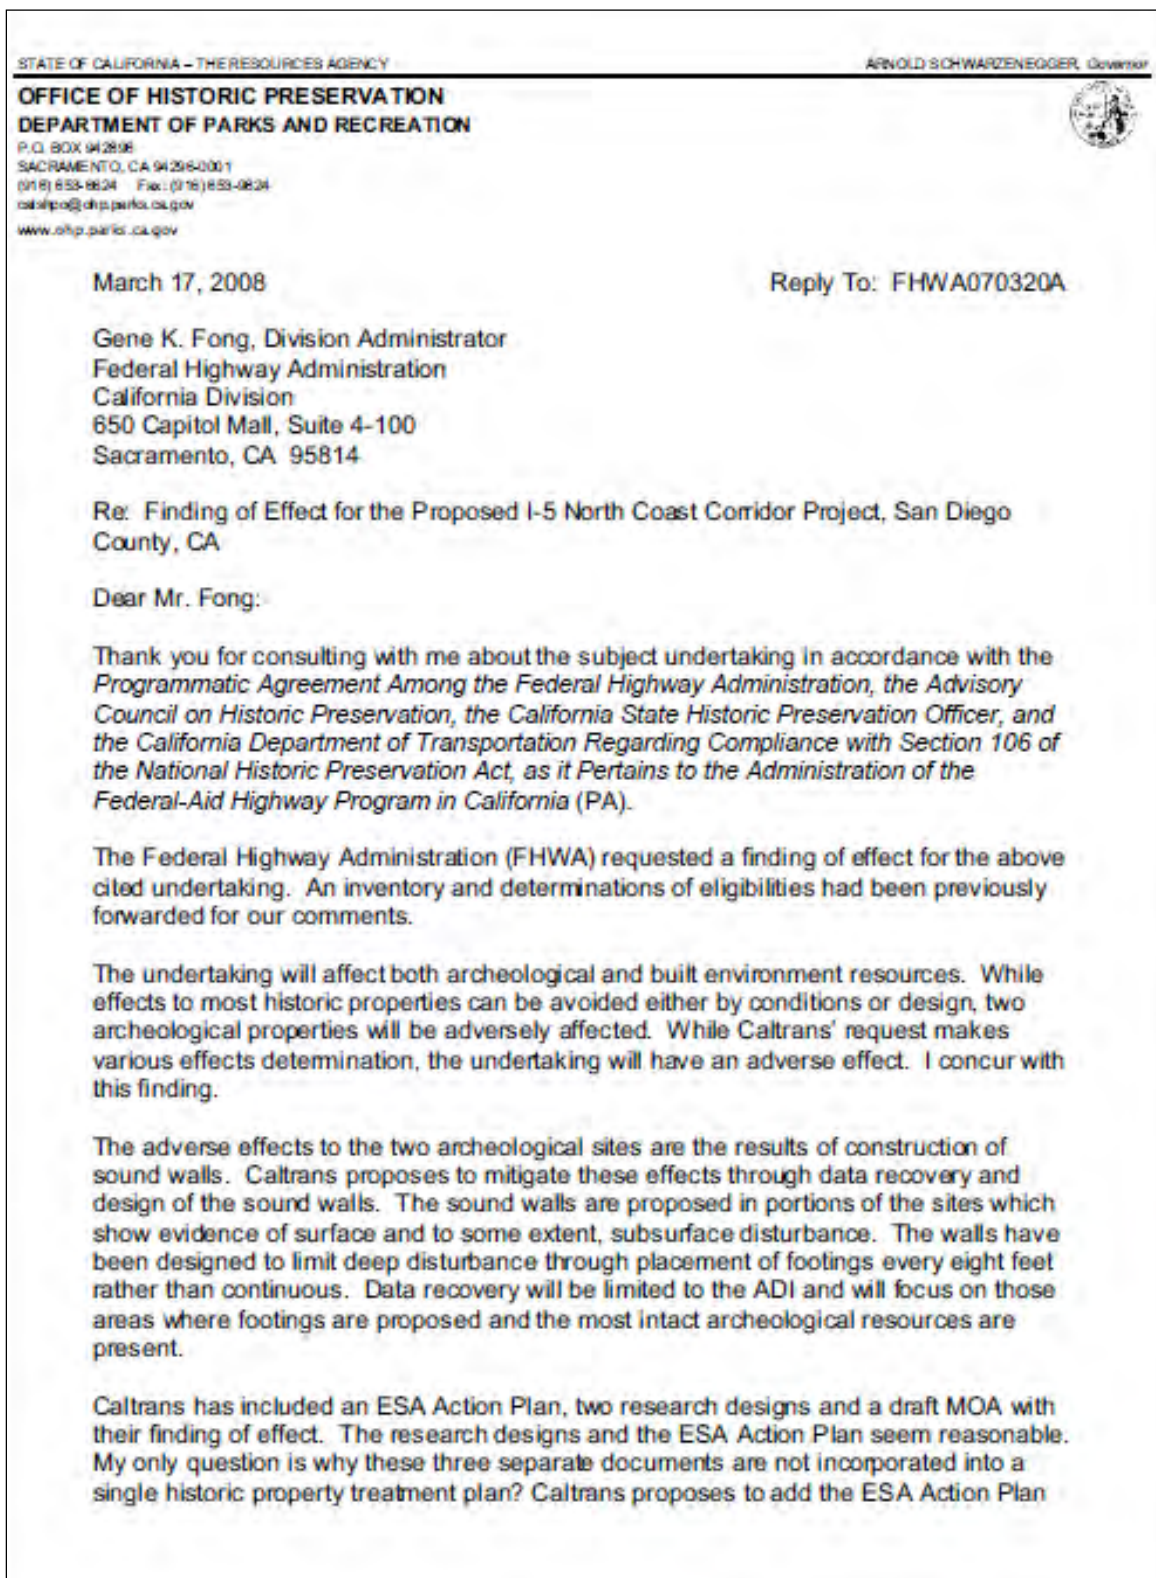 STATE OF CALIFORNIA – THE RESOURCES AGENCY ARNOLD SCHWARZENEGGER, Governor
OFFICE OF HISTORIC PRESERVATION
DEPARTMENT OF PARKS AND RECREATION
P.O. BOX 942896
SACRAMENTO, CA 94296-0001
(916) 653-6624 Fax: (916) 653-9824
calshpo@ohp.parks.ca.gov
www.ohp.parks.ca.gov
March 17, 2008 Reply To: FHWA070320A
Gene K. Fong, Division Administrator
Federal Highway Administration
California Division
650 Capitol Mall, Suite 4-100
Sacramento, CA 95814
Re: Finding of Effect for the Proposed I-5 North Coast Corridor Project, San Diego
County, CA
Dear Mr. Fong:
Thank you for consulting with me about the subject undertaking in accordance with the
Programmatic Agreement Among the Federal Highway Administration, the Advisory
Council on Historic Preservation, the California State Historic Preservation Officer, and
the California Department of Transportation Regarding Compliance with Section 106 of
the National Historic Preservation Act, as it Pertains to the Administration of the
Federal-Aid Highway Program in California (PA).
The Federal Highway Administration (FHWA) requested a finding of effect for the above
cited undertaking. An inventory and determinations of eligibilities had been previously
forwarded for our comments.
The undertaking will affect both archeological and built environment resources. While
effects to most historic properties can be avoided either by conditions or design, two
archeological properties will be adversely affected. While Caltrans' request makes
various effects determination, the undertaking will have an adverse effect. I concur with
this finding.
The adverse effects to the two archeological sites are the results of construction of
sound walls. Caltrans proposes to mitigate these effects through data recovery and
design of the sound walls. The sound walls are proposed in portions of the sites which
show evidence of surface and to some extent, subsurface disturbance. The walls have
been designed to limit deep disturbance through placement of footings every eight feet
rather than continuous. Data recovery will be limited to the ADI and will focus on those
areas where footings are proposed and the most intact archeological resources are
present.
Caltrans has included an ESA Action Plan, two research designs and a draft MOA with
their finding of effect. The research designs and the ESA Action Plan seem reasonable.
My only question is why these three separate documents are not incorporated into a
single historic property treatment plan? Caltrans proposes to add the ESA Action Plan